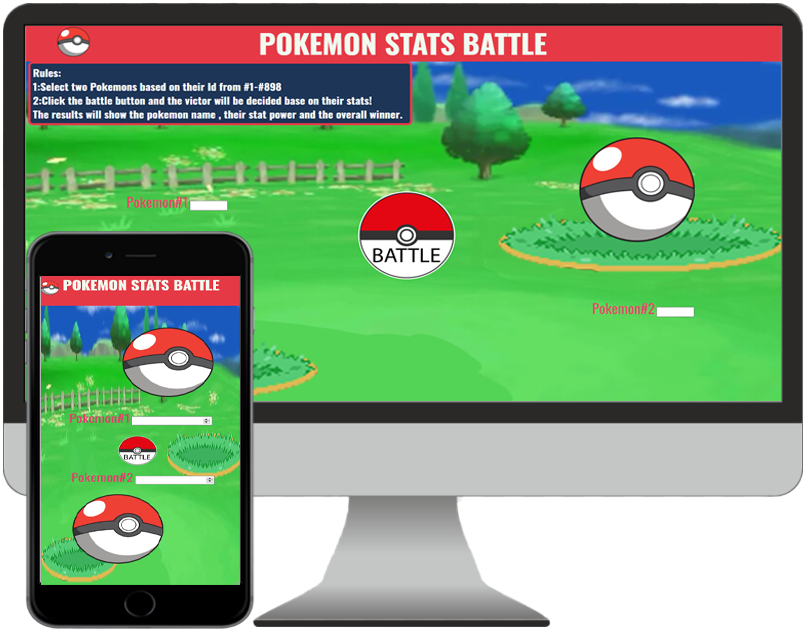 POKEMON STATS BATTLE
Rules:
1:Select two Pokemons based on their Id from #1-#898
2:Click the battle button and the victor will be decided base on their stats!
The results will show the pokemon name , their stat power and the overall winner.
Pokemon#1
BATTLE
Pokemon#2
POKEMON STATS BATTLE
Pokemon#1
BATTLE
Pokemon#2